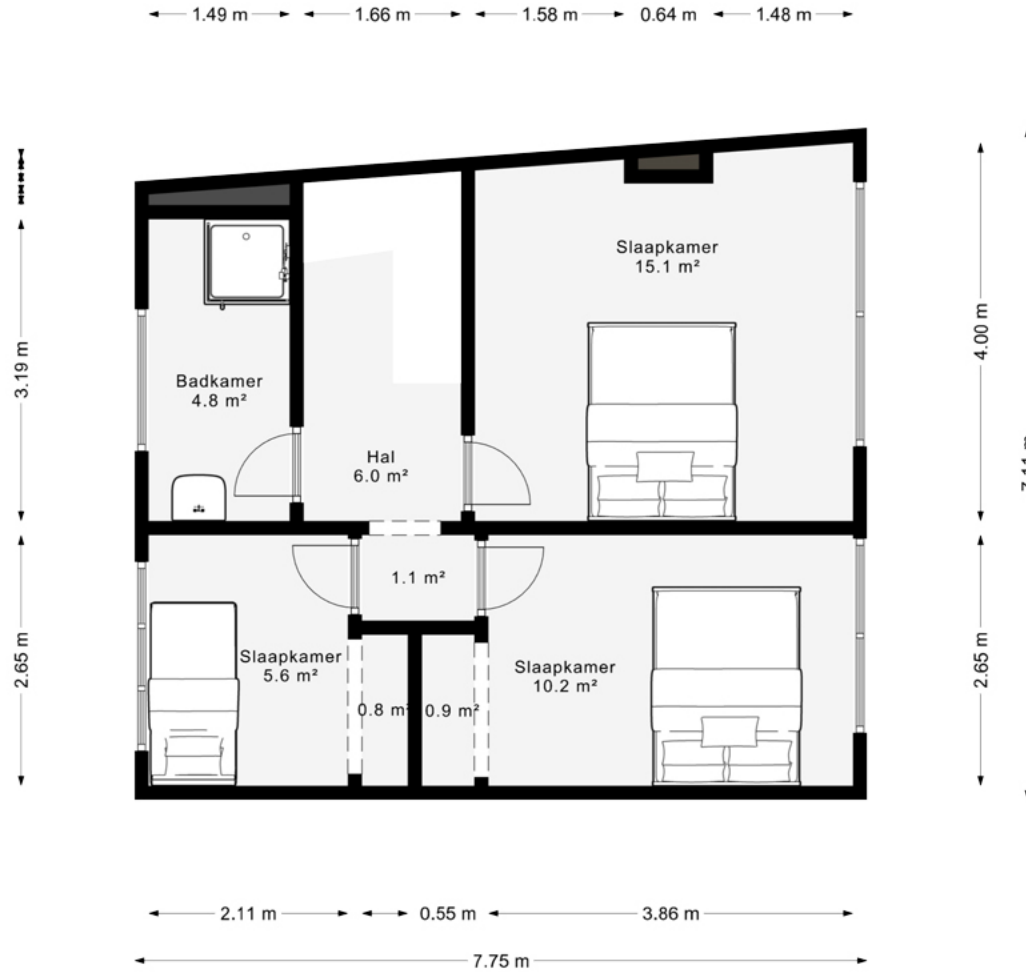 1.49 m
1.66 m
1.58 m
0.64 m
1.48 m
Slaapkamer
15.1 m²
4.00 m
3.19 m
Badkamer
4.8 m²
Hal
6.0 m²
1.1 m²
Slaapkamer
5.6 m²
Slaapkamer
10.2 m²
2.65 m
2.65 m
0.8 m²
0.9 m²
2.11 m
0.55 m
3.86 m
7.75 m